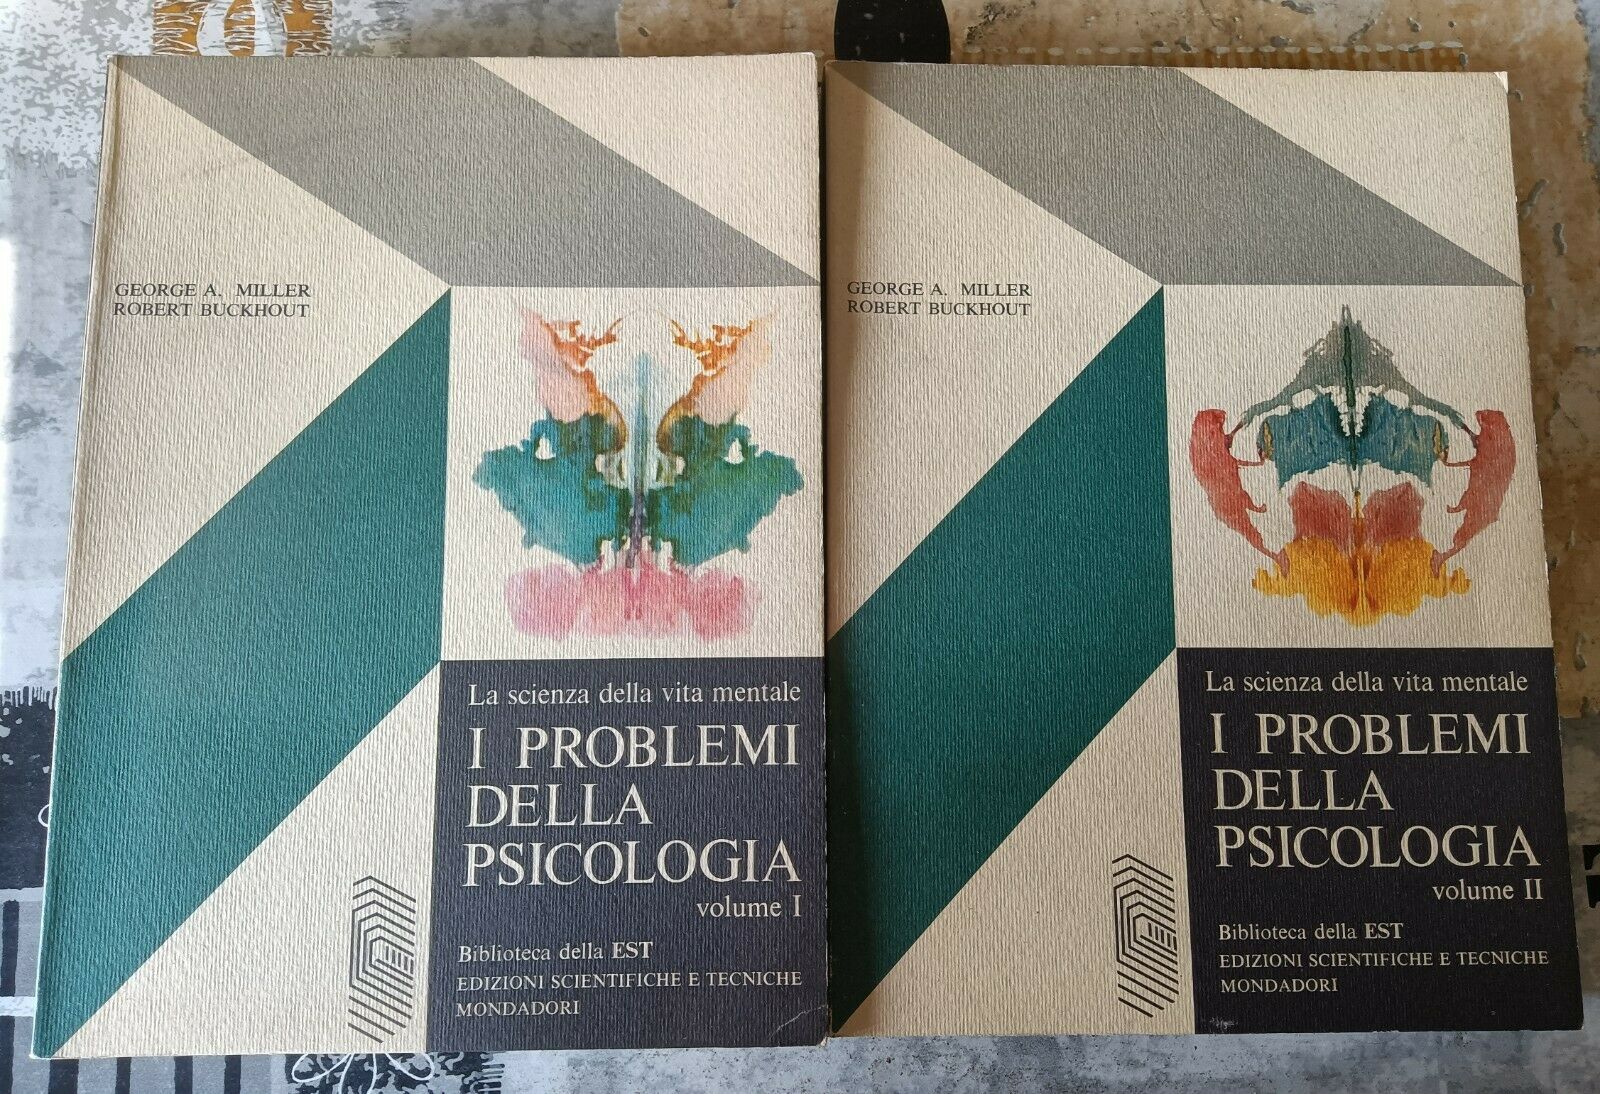 GEORGE A. MILLER
ROBERT BUCKHOUT
La scienza della vita mentale
I PROBLEMI
DELLA
PSICOLOGIA
volume I
Biblioteca della EST
EDIZIONI SCIENTIFICHE E TECNICHE
MONDADORI
GEORGE A. MILLER
ROBERT BUCKHOUT
La scienza della vita mentale
I PROBLEMI
DELLA
PSICOLOGIA
volume II
Biblioteca della EST
EDIZIONI SCIENTIFICHE E TECNICHE
MONDADORI